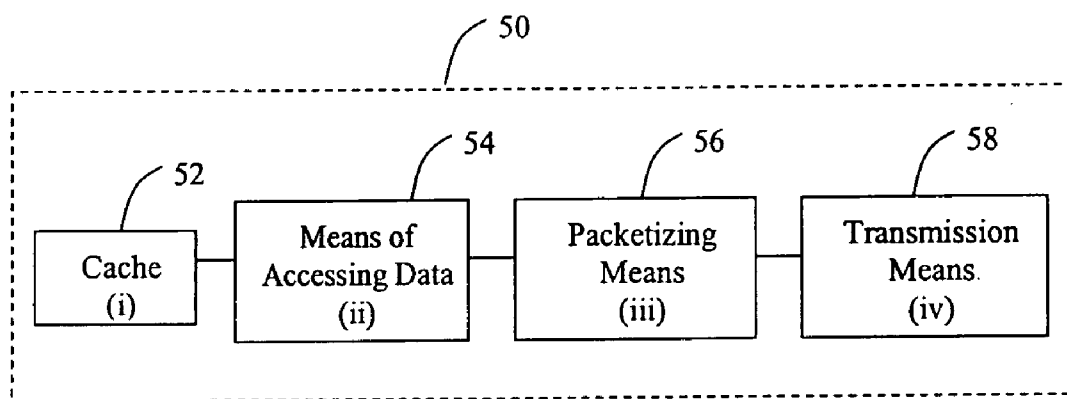 50
52
54
56
58
Cache
(i)
Means of
Accessing Data
(ii)
Packetizing
Means
(iii)
Transmission
Means
(iv)